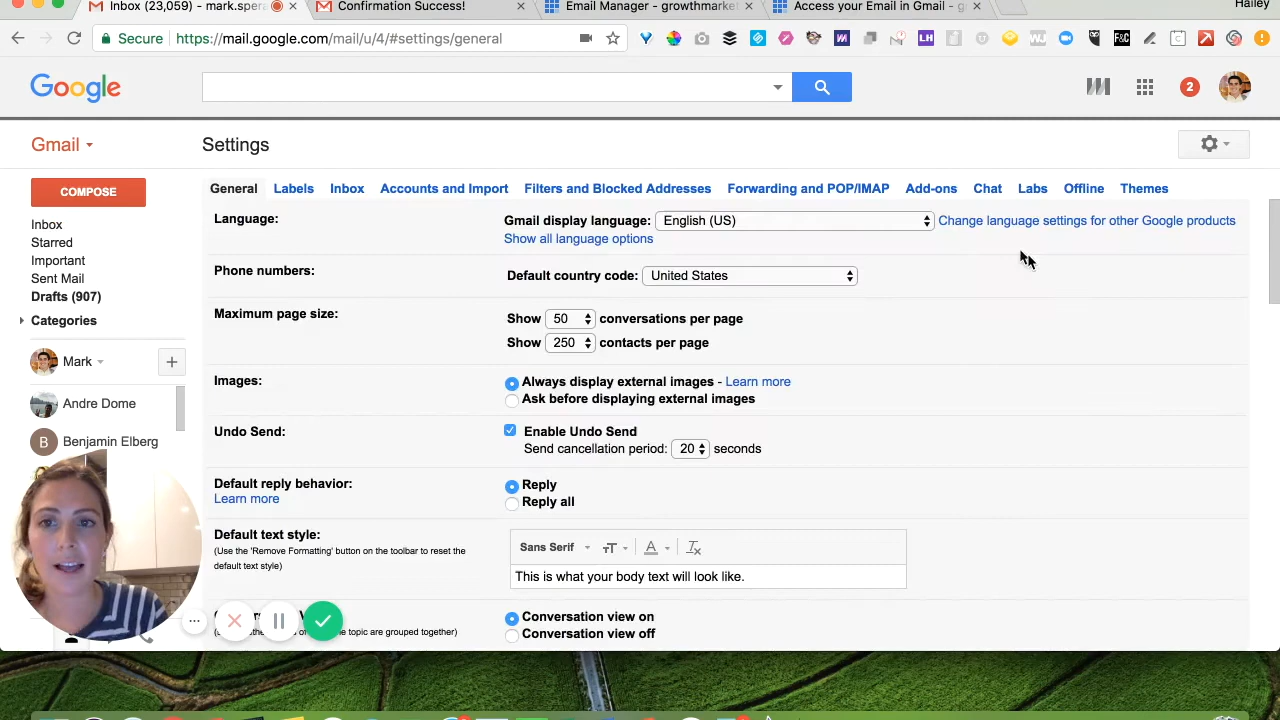 Inbox (23,059) - mark.spera
Confirmation Success!
Email Manager - growthmarket
Access your Email in Gmail - g
Hailey
Secure
https://mail.google.com/mail/u/4/#settings/general
Google
2
Gmail
Settings
COMPOSE
General
Labels
Inbox
Accounts and Import
Filters and Blocked Addresses
Forwarding and POP/IMAP
Add-ons
Chat
Labs
Offline
Themes
Inbox
Starred
Important
Sent Mail
Drafts (907)
Categories
Mark
Andre Dome
B
Benjamin Elberg
Language:
Gmail display language: English (US) Change language settings for other Google products
Show all language options
Phone numbers:
Default country code: United States
Maximum page size:
Show 50 conversations per page
Show 250 contacts per page
Images:
Always display external images - Learn more
Ask before displaying external images
Undo Send:
Enable Undo Send
Send cancellation period: 20 seconds
Default reply behavior:
Learn more
Reply
Reply all
Default text style:
(Use the 'Remove Formatting' button on the toolbar to reset the
default text style)
Sans Serif
This is what your body text will look like.
Conversation view on
Conversation view off
topic are grouped together)